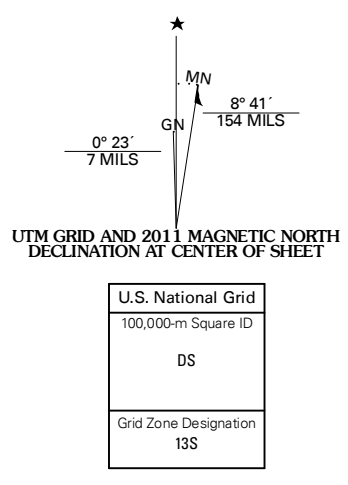 MN
8° 41´
154 MILS
GN
0° 23´
7 MILS
UTM GRID AND 2011 MAGNETIC NORTH
DECLINATION AT CENTER OF SHEET
U.S. National Grid
100,000-m Square ID
DS
Grid Zone Designation
13S